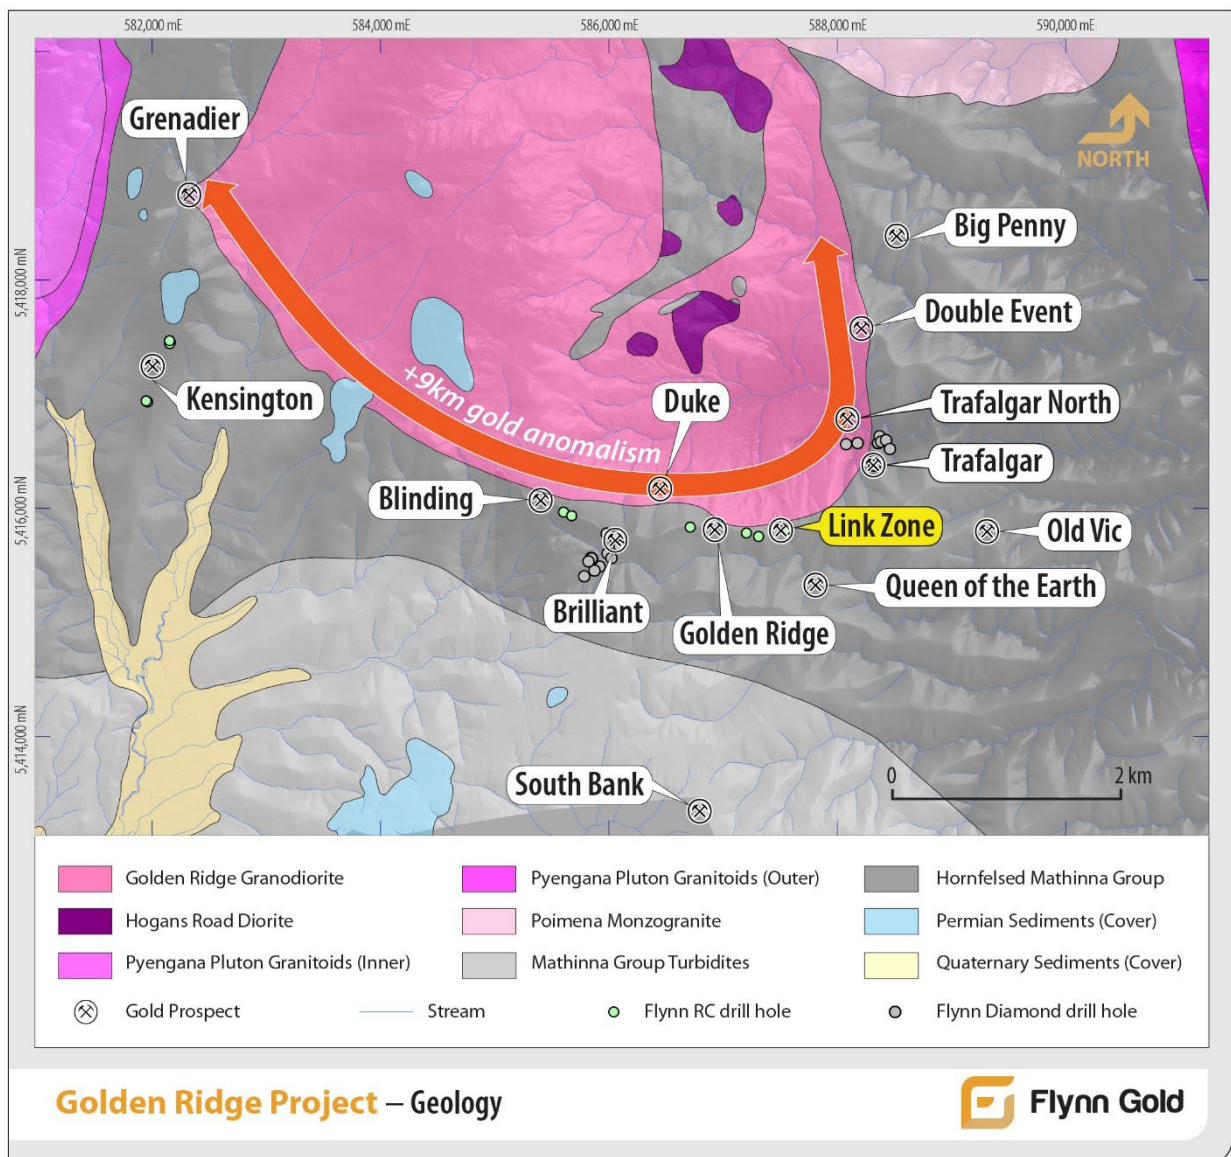 582,000 mE
584,000 mE
586,000 mE
588,000 mE
590,000 mE
Grenadier
NORTH
Big Penny
5,418,000 mN
Double Event
+9km gold anomalism
Duke
Kensington
Trafalgar North
Trafalgar
Blinding
5,416,000 mN
Link Zone
Old Vic
Brilliant
Golden Ridge
Queen of the Earth
5,414,000 mN
South Bank
0 2 km
Golden Ridge Granodiorite
Pyengana Pluton Granitoids (Outer)
Hornfelsed Mathinna Group
Hogans Road Diorite
Poimena Monzogranite
Permian Sediments (Cover)
Pyengana Pluton Granitoids (Inner)
Mathinna Group Turbidites
Quaternary Sediments (Cover)
Gold Prospect
Stream
Flynn RC drill hole
Flynn Diamond drill hole
Golden Ridge Project – Geology
Flynn Gold